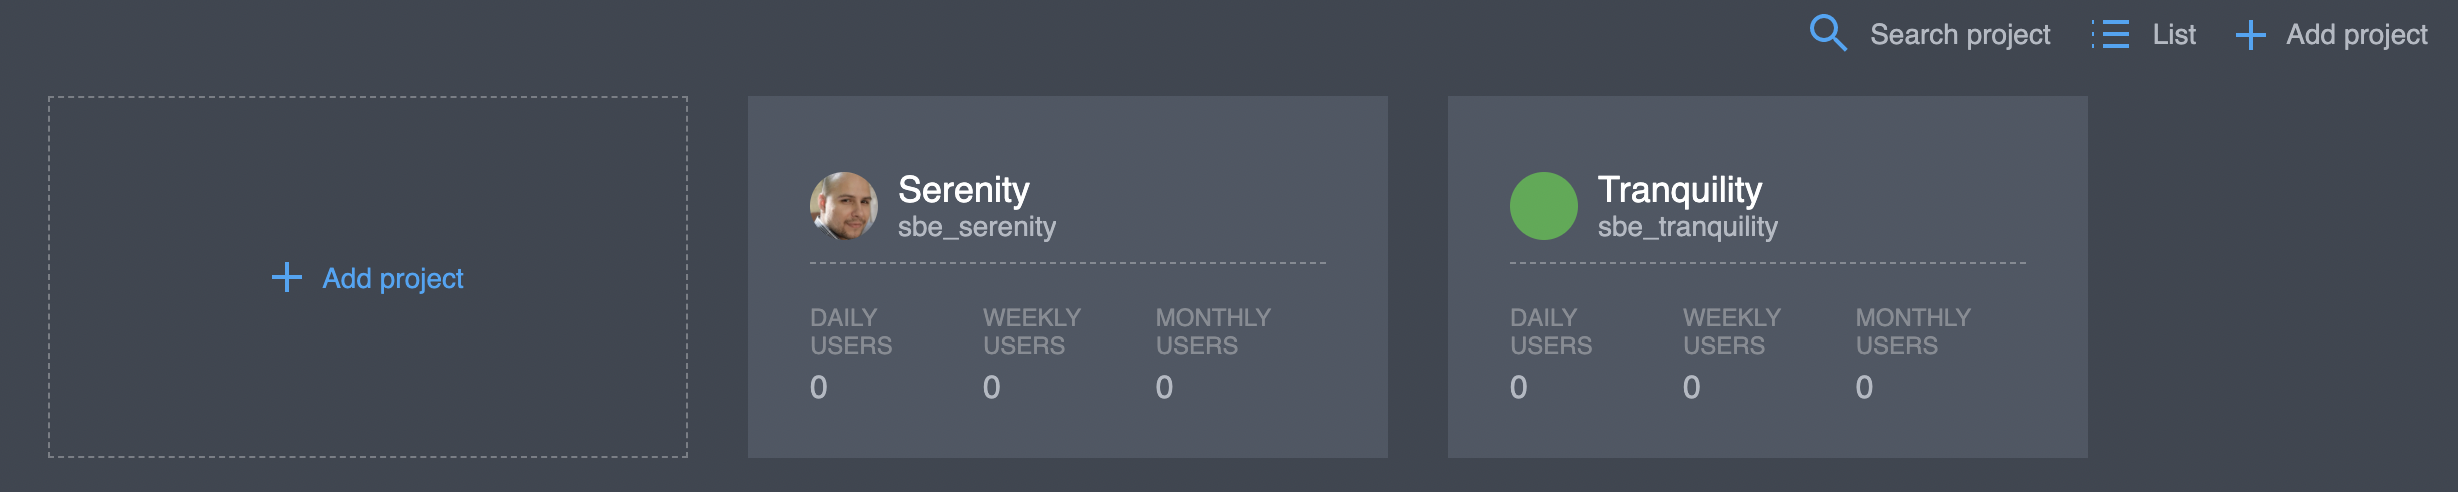 Search project
List
Add project
Add project
Serenity
sbe_serenity
DAILY USERS
WEEKLY USERS
MONTHLY USERS
0
0
0
Tranquility
sbe_tranquility
DAILY USERS
WEEKLY USERS
MONTHLY USERS
0
0
0